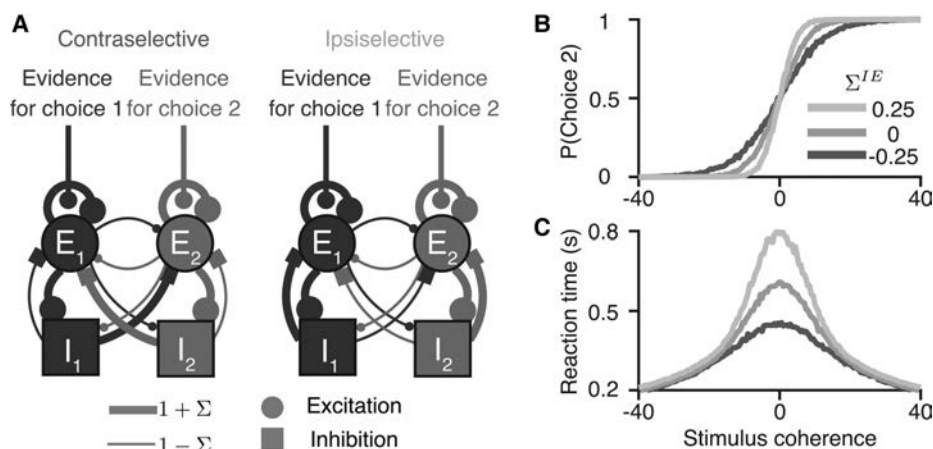 A
Contraselective
Ipsiselective
Evidence
for choice 1
Evidence
for choice 2
Evidence
for choice 1
Evidence
for choice 2
E₁
E₂
I₁
I₂
E₁
E₂
I₁
I₂
1 + Σ
1 − Σ
Excitation
Inhibition
B
P(Choice 2)
1
0.5
0
-40
0
40
Σ^{IE}
0.25
0
-0.25
C
Reaction time (s)
0.8
0.5
0.2
-40
0
40
Stimulus coherence